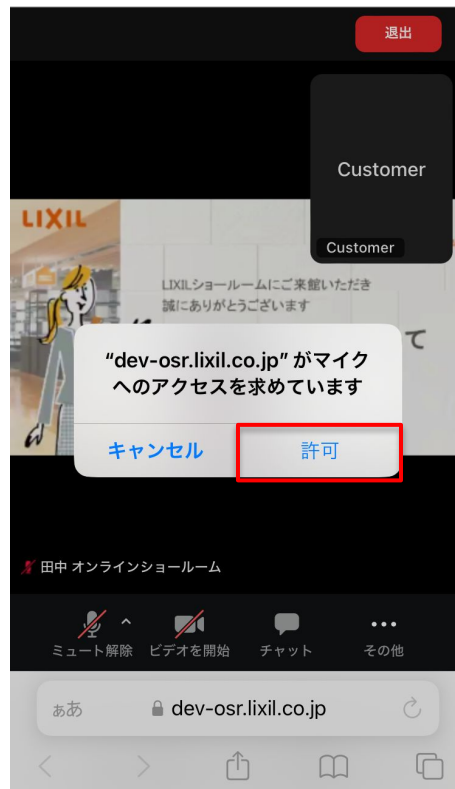 退出
Customer
Customer
LIXIL
LIXILショールームにご来館いただき
誠にありがとうございます
て
"dev-osr.lixil.co.jp" がマイク
へのアクセスを求めています
キャンセル
許可
田中 オンラインショールーム
ミュート解除
ビデオを開始
チャット
その他
ぁあ
dev-osr.lixil.co.jp